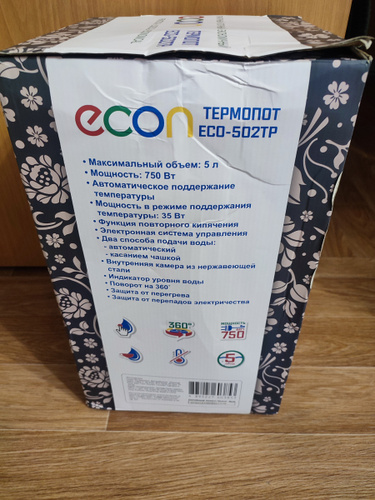 econ
ТЕРМОПОТ
ECO-502TP
• Максимальный объем: 5 л
• Мощность: 750 Вт
• Автоматическое поддержание
температуры
• Мощность в режиме поддержания
температуры: 35 Вт
• Функция повторного кипячения
• Электронная система управления
• Два способа подачи воды:
- автоматический
- касанием чашкой
• Внутренняя камера из нержавеющей
стали
• Индикатор уровня воды
• Поворот на 360°
• Защита от перегрева
• Защита от перепадов электричества
360°
МОЩНОСТЬ
750
5